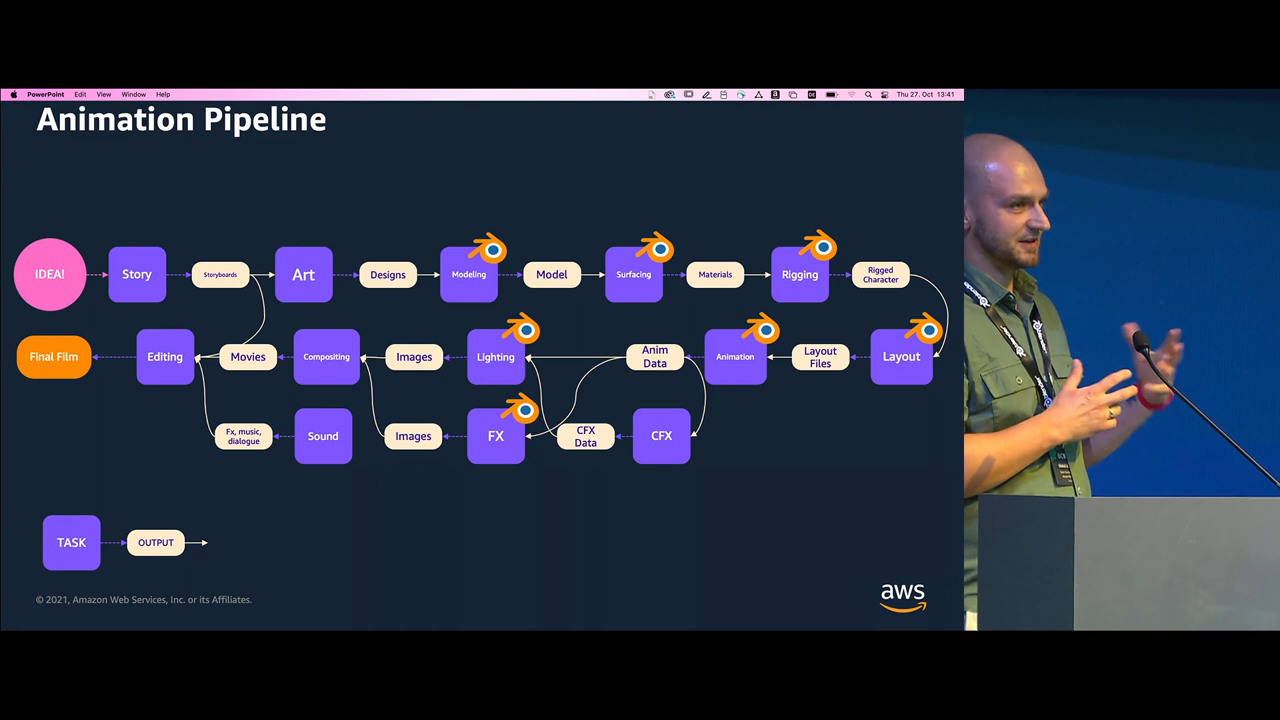 PowerPoint Edit View Window Help
Thu 27. Oct 13:41
Animation Pipeline
IDEA!
Story
Storyboards
Art
Designs
Modeling
Model
Surfacing
Materials
Rigging
Rigged
Character
Final Film
Editing
Movies
Compositing
Images
Lighting
Anim
Data
Animation
Layout
Files
Layout
Fx, music,
dialogue
Sound
Images
FX
CFX
Data
CFX
TASK
OUTPUT
© 2021, Amazon Web Services, Inc. or its Affiliates.
aws